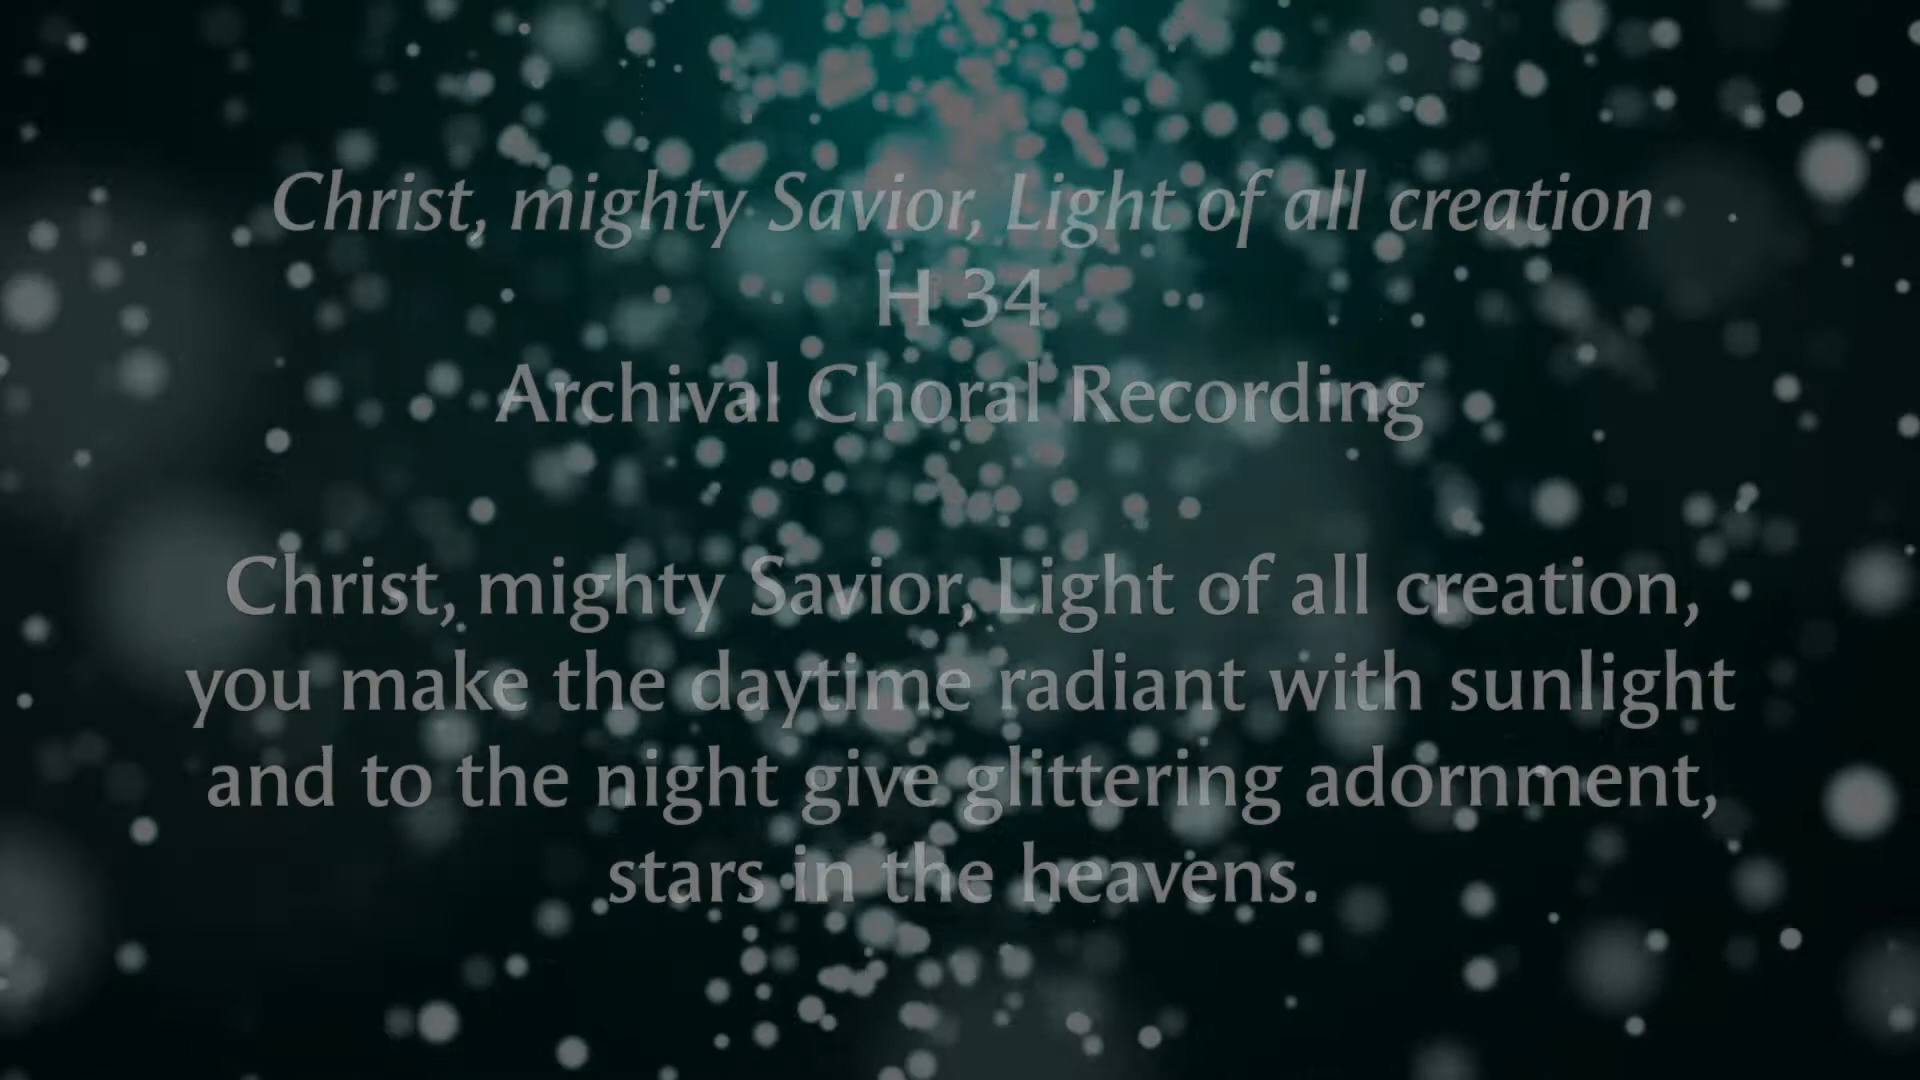 Christ, mighty Savior, Light of all creation
H 34
Archival Choral Recording
Christ, mighty Savior, Light of all creation,
you make the daytime radiant with sunlight
and to the night give glittering adornment,
stars in the heavens.